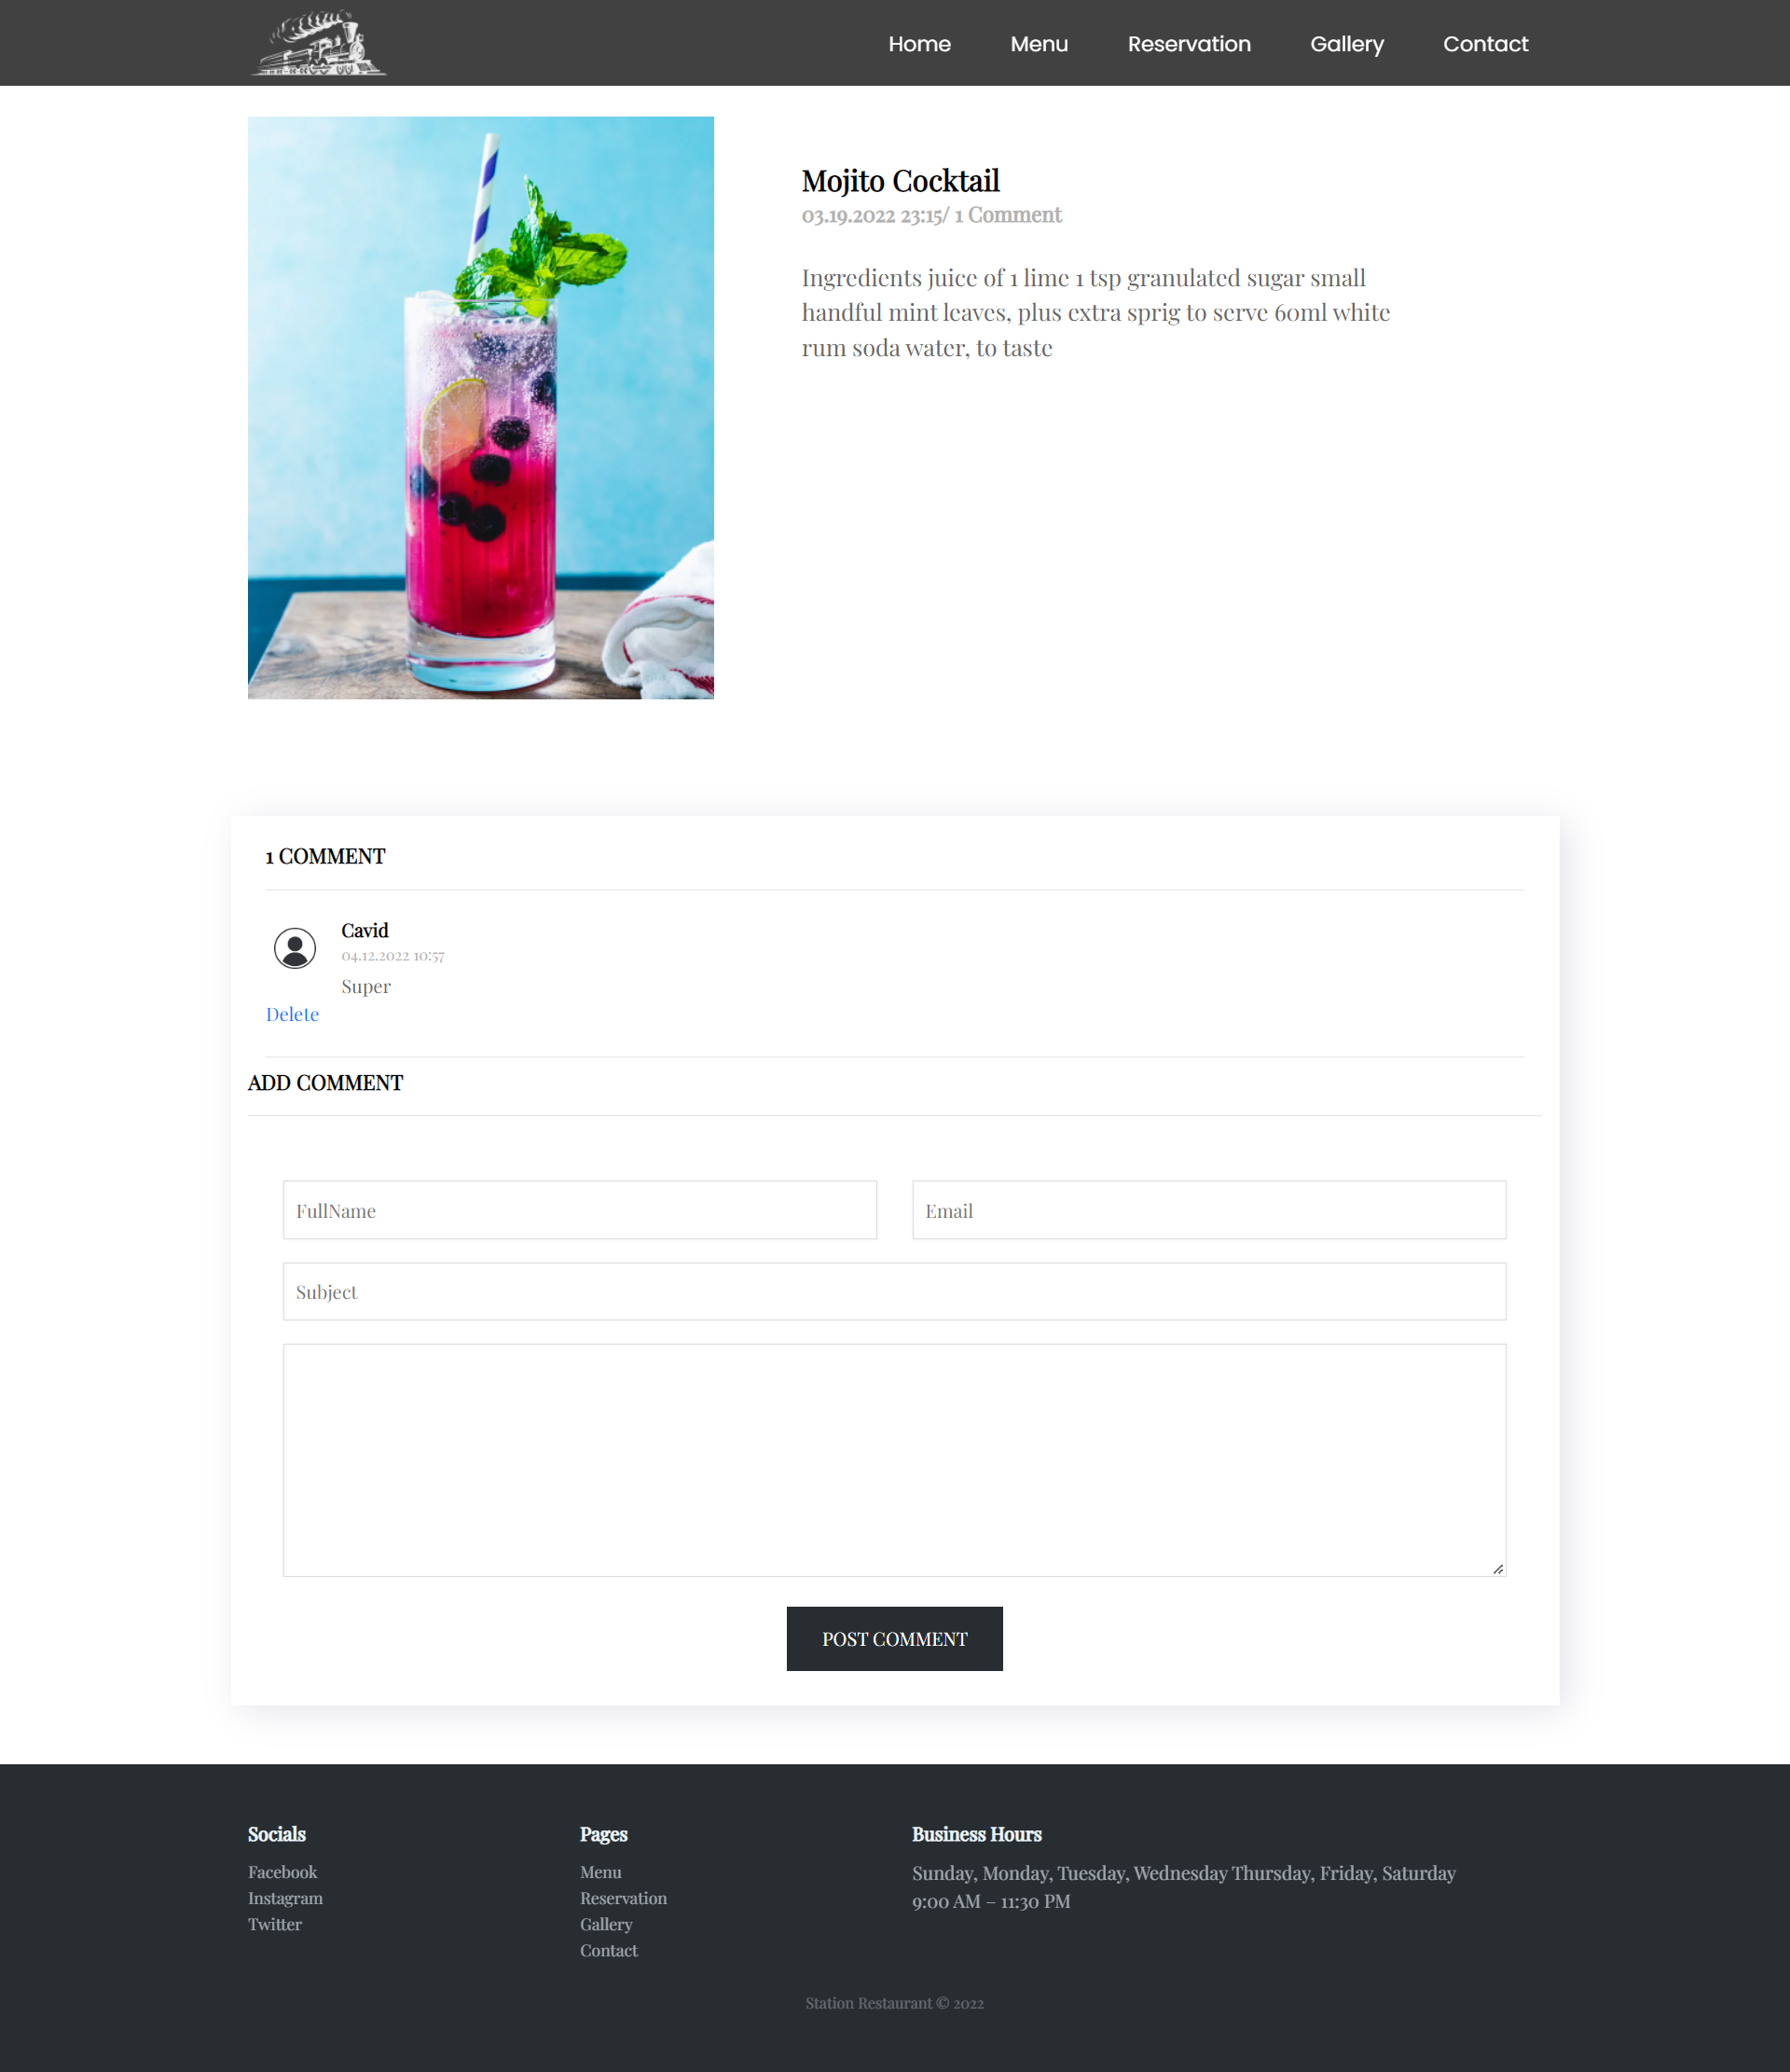 Home Menu Reservation Gallery Contact
Mojito Cocktail
03.19.2022 23:15/ 1 Comment
Ingredients juice of 1 lime 1 tsp granulated sugar small
handful mint leaves, plus extra sprig to serve 60ml white
rum soda water, to taste
1 COMMENT
Cavid
04.12.2022 10:57
Super
Delete
ADD COMMENT
FullName
Email
Subject
POST COMMENT
Socials
Facebook
Instagram
Twitter
Pages
Menu
Reservation
Gallery
Contact
Business Hours
Sunday, Monday, Tuesday, Wednesday Thursday, Friday, Saturday
9:00 AM – 11:30 PM
Station Restaurant © 2022